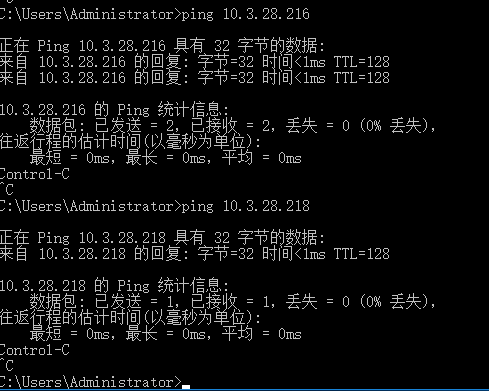 C:\Users\Administrator>ping 10.3.28.216
正在 Ping 10.3.28.216 具有 32 字节的数据:
来自 10.3.28.216 的回复: 字节=32 时间<1ms TTL=128
来自 10.3.28.216 的回复: 字节=32 时间<1ms TTL=128
10.3.28.216 的 Ping 统计信息:
数据包: 已发送 = 2, 已接收 = 2, 丢失 = 0 (0% 丢失),
往返行程的估计时间(以毫秒为单位):
最短 = 0ms, 最长 = 0ms, 平均 = 0ms
Control-C
^C
C:\Users\Administrator>ping 10.3.28.218
正在 Ping 10.3.28.218 具有 32 字节的数据:
来自 10.3.28.218 的回复: 字节=32 时间<1ms TTL=128
10.3.28.218 的 Ping 统计信息:
数据包: 已发送 = 1, 已接收 = 1, 丢失 = 0 (0% 丢失),
往返行程的估计时间(以毫秒为单位):
最短 = 0ms, 最长 = 0ms, 平均 = 0ms
Control-C
^C
C:\Users\Administrator>